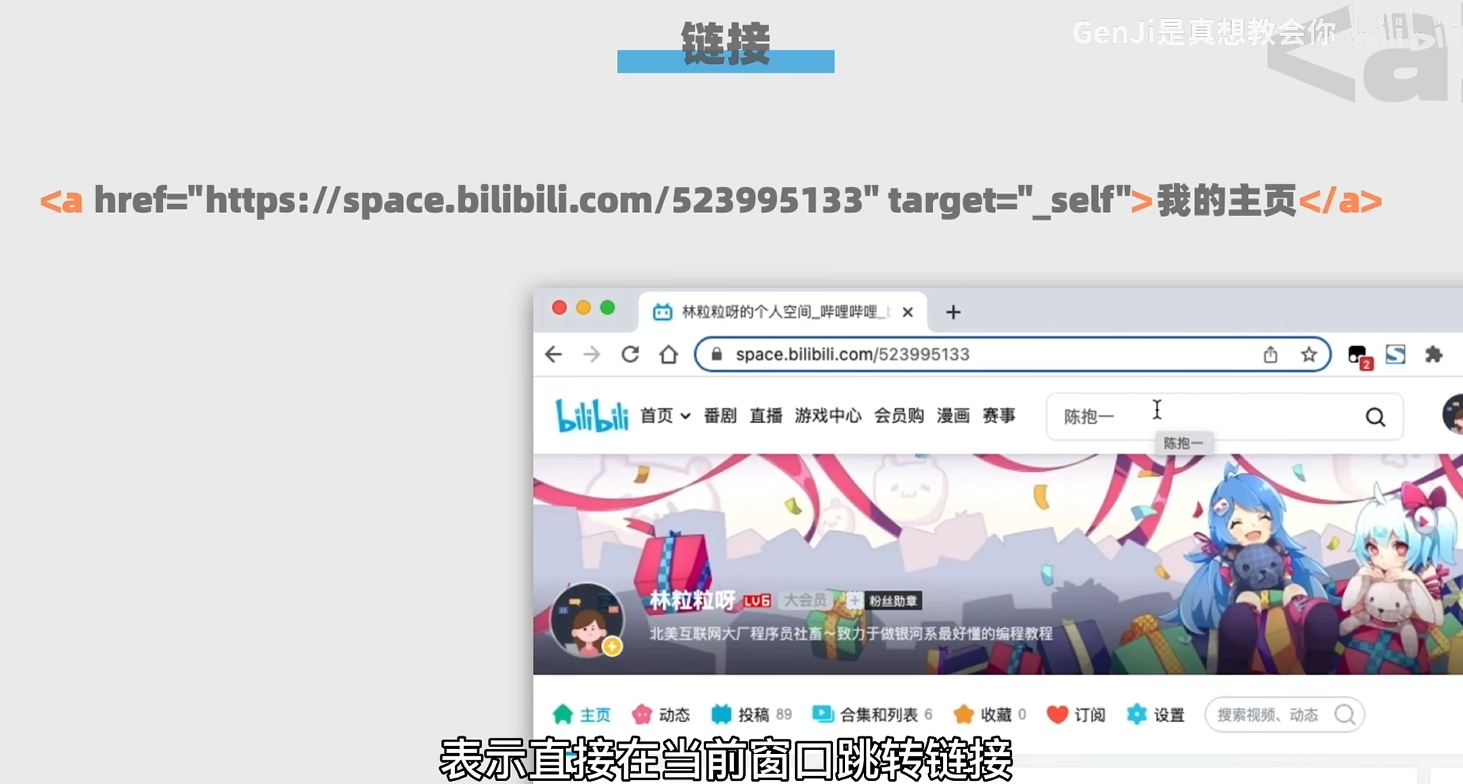 链接
GenJi是真想教会你 bilibili
<a
<a href="https://space.bilibili.com/523995133" target="_self">我的主页</a>
林粒粒呀的个人空间_哔哩哔哩_b
space.bilibili.com/523995133
2
bilibili 首页 番剧 直播 游戏中心 会员购 漫画 赛事 陈抱一
陈抱一
林粒粒呀 LV6 大会员 + 粉丝勋章
北美互联网大厂程序员社畜~致力于做银河系最好懂的编程教程
主页 动态 投稿 89 合集和列表 6 收藏 0 订阅 设置 搜索视频、动态
表示直接在当前窗口跳转链接